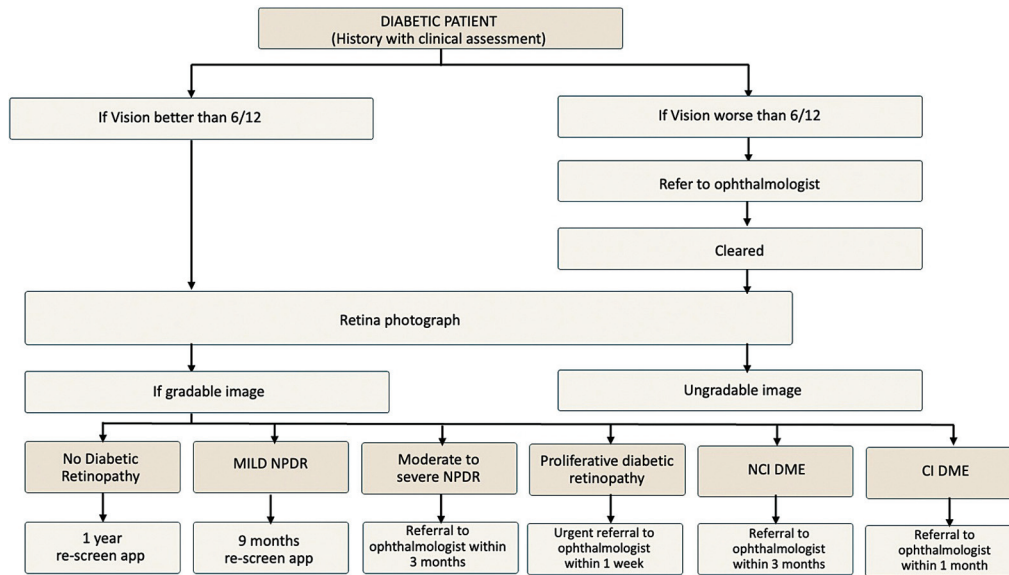 DIABETIC PATIENT
(History with clinical assessment)
If Vision better than 6/12
If Vision worse than 6/12
Refer to ophthalmologist
Cleared
Retina photograph
If gradable image
Ungradable image
No Diabetic
Retinopathy
MILD NPDR
Moderate to
severe NPDR
Proliferative diabetic
retinopathy
NCI DME
CI DME
1 year
re-screen app
9 months
re-screen app
Referral to
ophthalmologist within
3 months
Urgent referral to
ophthalmologist
within 1 week
Referral to
ophthalmologist
within 3 months
Referral to
ophthalmologist
within 1 month